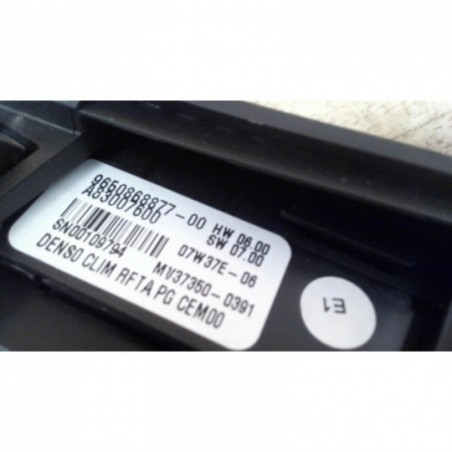 9650868877-00 HW 06.00
A83007600 SW 07.00
SN00109794 07W37E-06
MV37350-0391
DENSO CLIM RFTA PG CEM00
E1